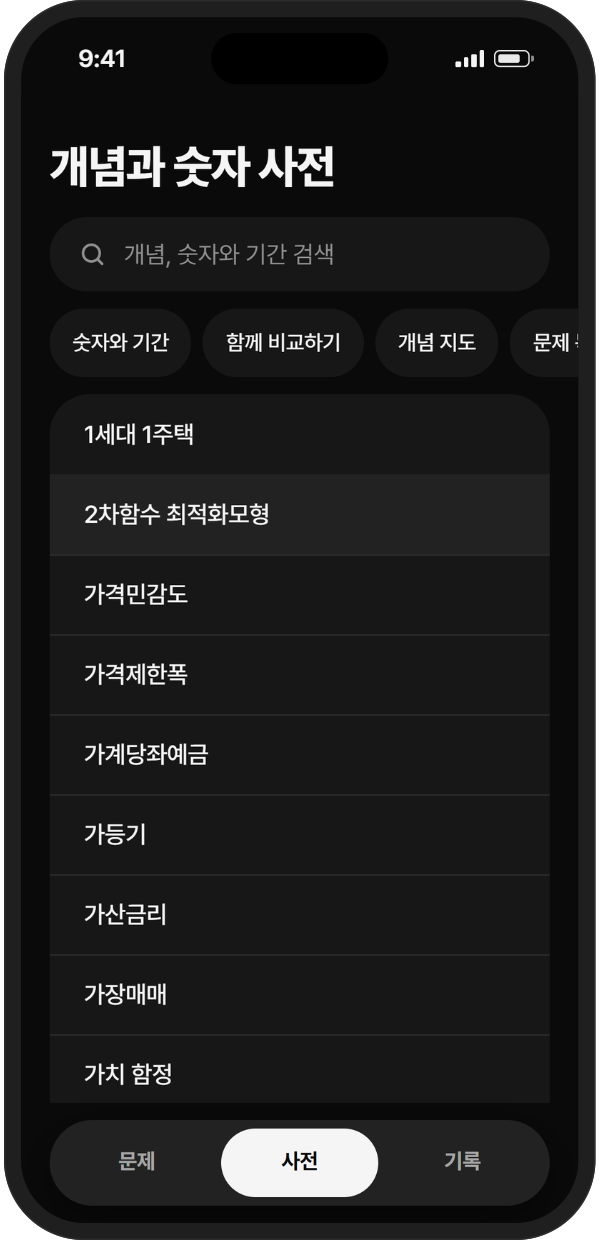 9:41
개념과 숫자 사전
개념, 숫자와 기간 검색
숫자와 기간
함께 비교하기
개념 지도
문제
1세대 1주택
2차함수 최적화모형
가격민감도
가격제한폭
가계당좌예금
가등기
가산금리
가장매매
가치 함정
문제
사전
기록